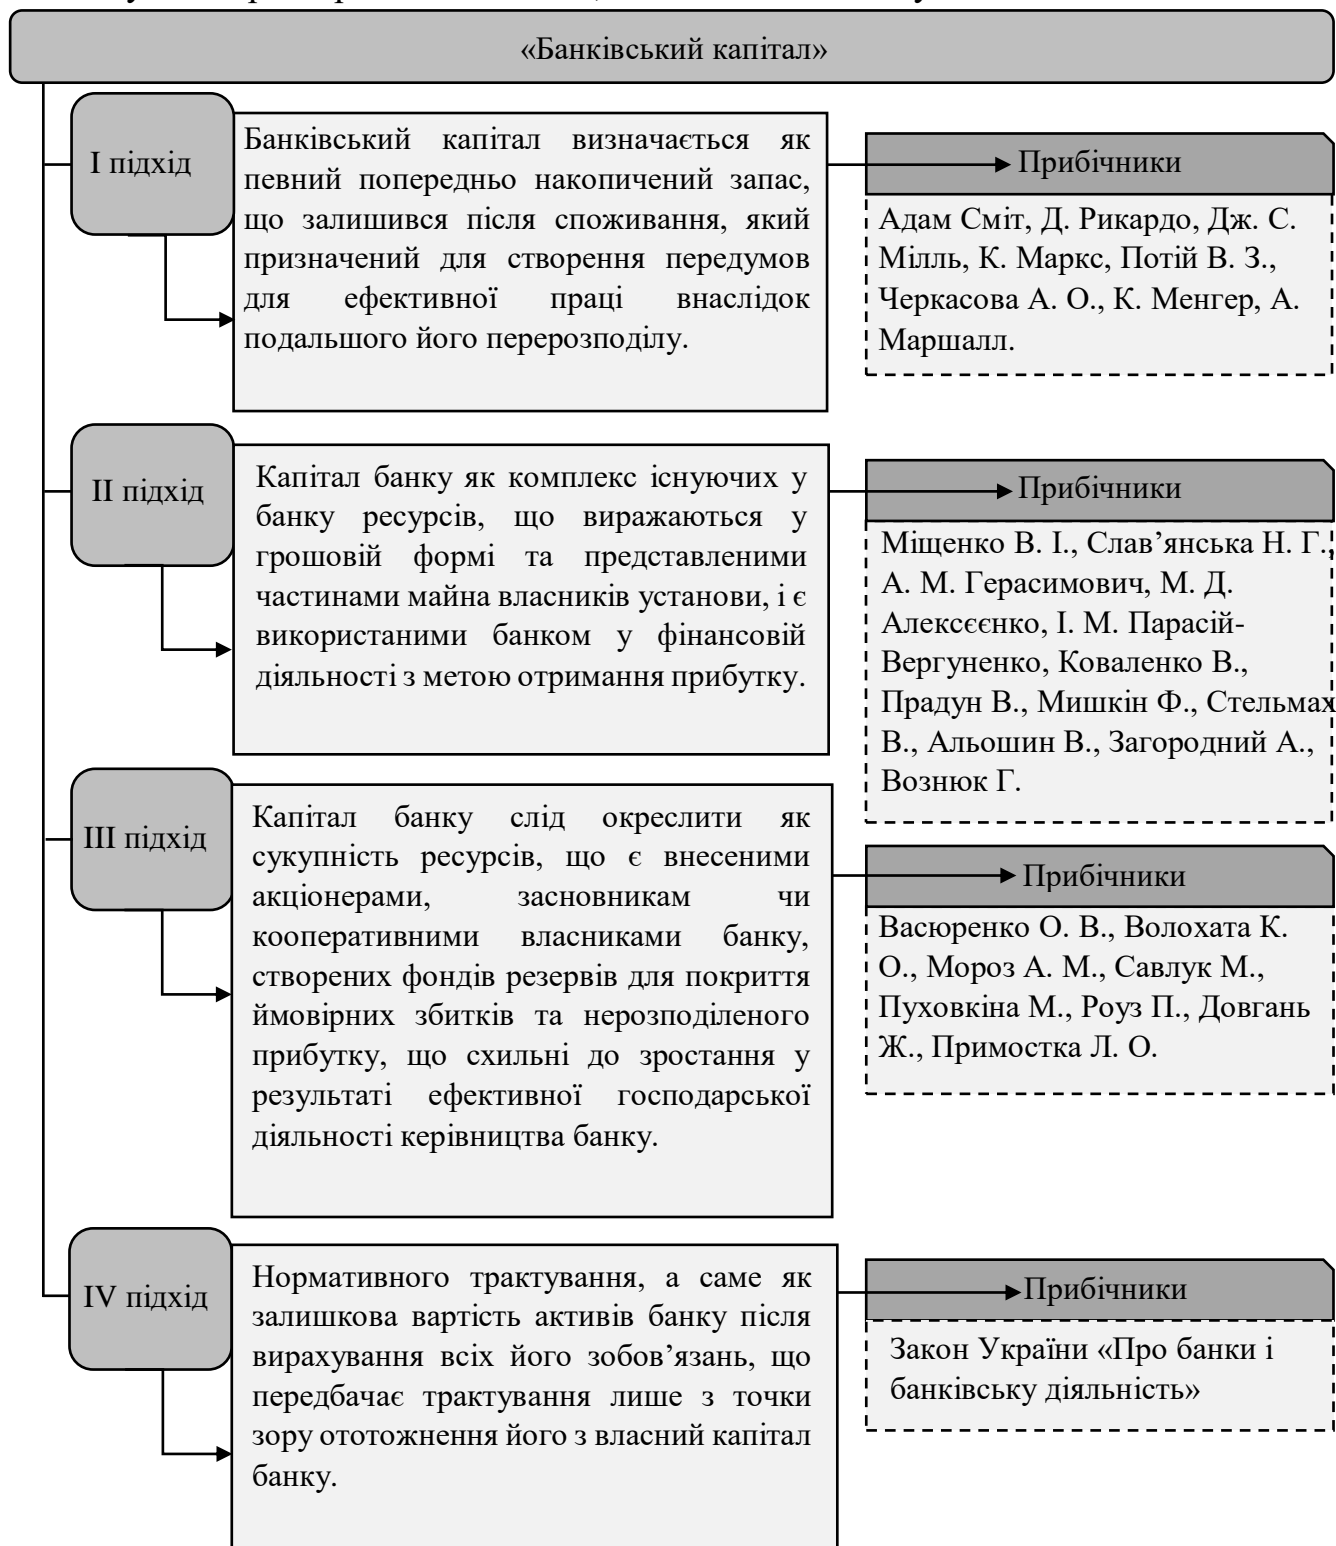 «Банківський капітал»
І підхід
Банківський капітал визначається як
певний попередньо накопичений запас,
що залишився після споживання, який
призначений для створення передумов
для ефективної праці внаслідок
подальшого його перерозподілу.
Прибічники
Адам Сміт, Д. Рикардо, Дж. С.
Мілль, К. Маркс, Потій В. З.,
Черкасова А. О., К. Менгер, А.
Маршалл.
ІІ підхід
Капітал банку як комплекс існуючих у
банку ресурсів, що виражаються у
грошовій формі та представленими
частинами майна власників установи, і є
використаними банком у фінансовій
діяльності з метою отримання прибутку.
Прибічники
Міщенко В. І., Слав’янська Н. Г.,
А. М. Герасимович, М. Д.
Алексєєнко, І. М. Парасій-
Вергуненко, Коваленко В.,
Прадун В., Мишкін Ф., Стельмах
В., Альошин В., Загородний А.,
Вознюк Г.
ІІІ підхід
Капітал банку слід окреслити як
сукупність ресурсів, що є внесеними
акціонерами, засновникам чи
кооперативними власниками банку,
створених фондів резервів для покриття
ймовірних збитків та нерозподіленого
прибутку, що схильні до зростання у
результаті ефективної господарської
діяльності керівництва банку.
Прибічники
Васюренко О. В., Волохата К.
О., Мороз А. М., Савлук М.,
Пуховкіна М., Роуз П., Довгань
Ж., Примостка Л. О.
IV підхід
Нормативного трактування, а саме як
залишкова вартість активів банку після
вирахування всіх його зобов’язань, що
передбачає трактування лише з точки
зору ототожнення його з власний капітал
банку.
Прибічники
Закон України «Про банки і
банківську діяльність»